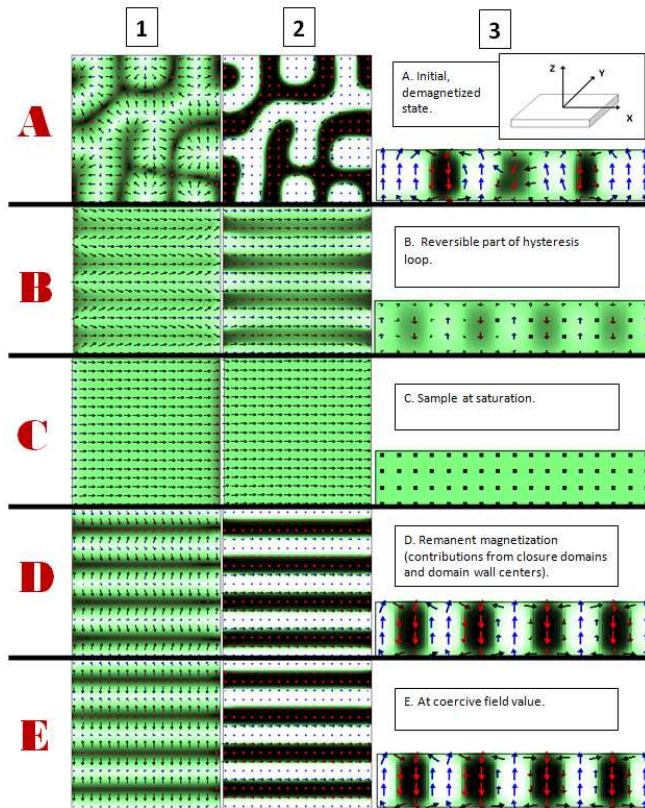 1
2
3
A
A. Initial,
demagnetized
state.
Z
Y
X
B
B. Reversible part of hysteresis
loop.
C
C. Sample at saturation.
D
D. Remanent magnetization
(contributions from closure domains
and domain wall centers).
E
E. At coercive field value.